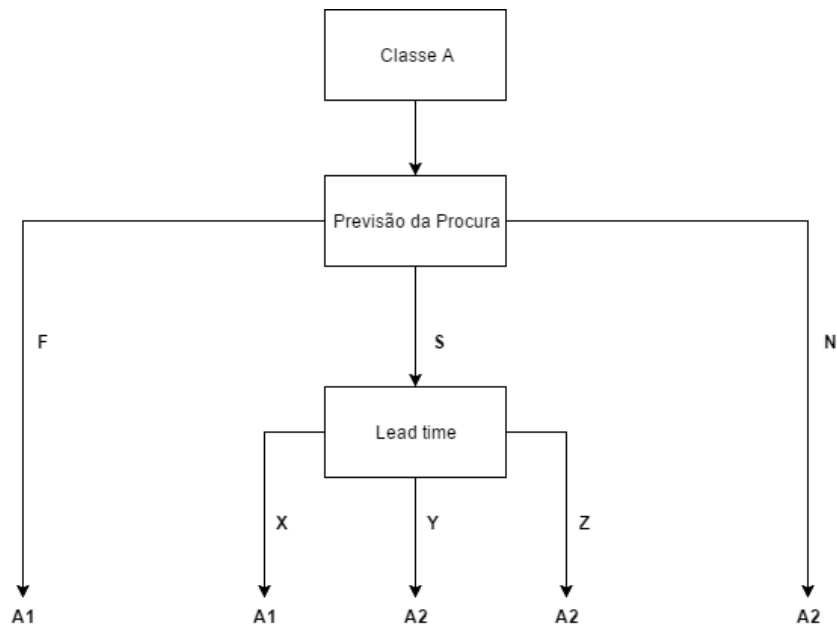 Classe A
Previsão da Procura
F
S
N
Lead time
X
Y
Z
A1
A1
A2
A2
A2